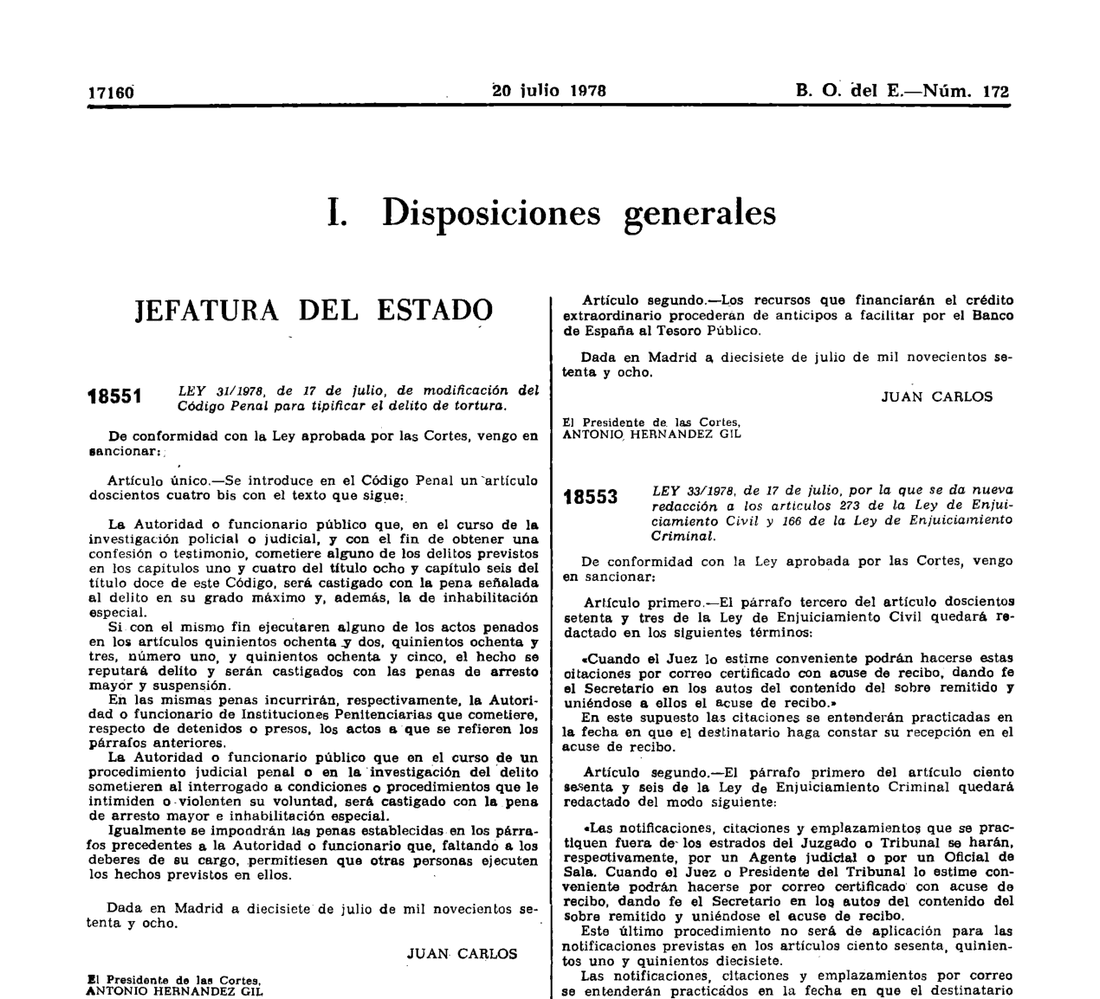 17160
20 julio 1978
B. O. del E.—Núm. 172
I. Disposiciones generales
JEFATURA DEL ESTADO
18551
LEY 31/1978, de 17 de julio, de modificación del
Código Penal para tipificar el delito de tortura.
De conformidad con la Ley aprobada por las Cortes, vengo en
sancionar:
Artículo único.—Se introduce en el Código Penal un artículo
doscientos cuatro bis con el texto que sigue:
La Autoridad o funcionario público que, en el curso de la
investigación policial o judicial, y con el fin de obtener una
confesión o testimonio, cometiere alguno de los delitos previstos
en los capítulos uno y cuatro del título ocho y capítulo seis del
título doce de este Código, será castigado con la pena señalada
al delito en su grado máximo y, además, la de inhabilitación
especial.
Si con el mismo fin ejecutaren alguno de los actos penados
en los artículos quinientos ochenta y dos, quinientos ochenta y
tres, número uno, y quinientos ochenta y cinco, el hecho se
reputará delito y serán castigados con las penas de arresto
mayor y suspensión.
En las mismas penas incurrirán, respectivamente, la Autori-
dad o funcionario de Instituciones Penitenciarias que cometiere,
respecto de detenidos o presos, los actos a que se refieren los
párrafos anteriores.
La Autoridad o funcionario público que en el curso de un
procedimiento judicial penal o en la investigación del delito
sometieren al interrogado a condiciones o procedimientos que le
intimiden o violenten su voluntad, será castigado con la pena
de arresto mayor e inhabilitación especial.
Igualmente se impondrán las penas establecidas en los párra-
fos precedentes a la Autoridad o funcionario que, faltando a los
deberes de su cargo, permitiesen que otras personas ejecuten
los hechos previstos en ellos.
Dada en Madrid a diecisiete de julio de mil novecientos se-
tenta y ocho.
JUAN CARLOS
El Presidente de las Cortes,
ANTONIO HERNANDEZ GIL
Artículo segundo.—Los recursos que financiarán el crédito
extraordinario procederán de anticipos a facilitar por el Banco
de España al Tesoro Público.
Dada en Madrid a diecisiete de julio de mil novecientos se-
tenta y ocho.
JUAN CARLOS
El Presidente de las Cortes,
ANTONIO HERNANDEZ GIL
18553
LEY 33/1978, de 17 de julio, por la que se da nueva
redacción a los artículos 273 de la Ley de Enjui-
ciamiento Civil y 166 de la Ley de Enjuiciamiento
Criminal.
De conformidad con la Ley aprobada por las Cortes, vengo
en sancionar:
Artículo primero.—El párrafo tercero del artículo doscientos
setenta y tres de la Ley de Enjuiciamiento Civil quedará re-
dactado en los siguientes términos:
«Cuando el Juez lo estime conveniente podrán hacerse estas
citaciones por correo certificado con acuse de recibo, dando fe
el Secretario en los autos del contenido del sobre remitido y
uniéndose a ellos el acuse de recibo.»
En este supuesto las citaciones se entenderán practicadas en
la fecha en que el destinatario haga constar su recepción en el
acuse de recibo.
Artículo segundo.—El párrafo primero del artículo ciento
sesenta y seis de la Ley de Enjuiciamiento Criminal quedará
redactado del modo siguiente:
«Las notificaciones, citaciones y emplazamientos que se prac-
tiquen fuera de los estrados del Juzgado o Tribunal se harán,
respectivamente, por un Agente judicial o por un Oficial de
Sala. Cuando el Juez o Presidente del Tribunal lo estime con-
veniente podrán hacerse por correo certificado con acuse de
recibo, dando fe el Secretario en los autos del contenido del
sobre remitido y uniéndose el acuse de recibo.
Este último procedimiento no será de aplicación para las
notificaciones previstas en los artículos ciento sesenta, quinien-
tos uno y quinientos diecisiete.
Las notificaciones, citaciones y emplazamientos por correo
se entenderán practicados en la fecha en que el destinatario